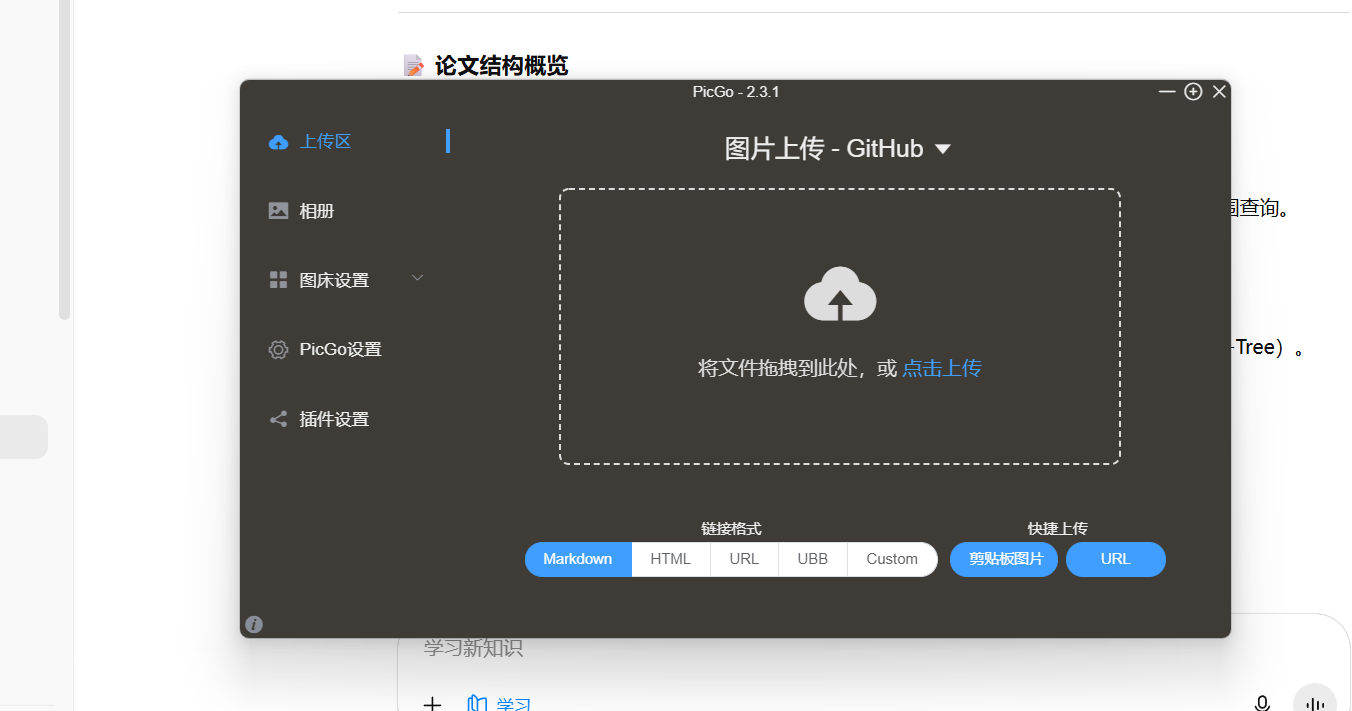 论文结构概览
PicGo - 2.3.1
上传区
图片上传 - GitHub
相册
查询。
图床设置
PicGo设置
-Tree）。
将文件拖拽到此处，或 点击上传
插件设置
链接格式
快捷上传
Markdown HTML URL UBB Custom
剪贴板图片 URL
学习新知识
学习